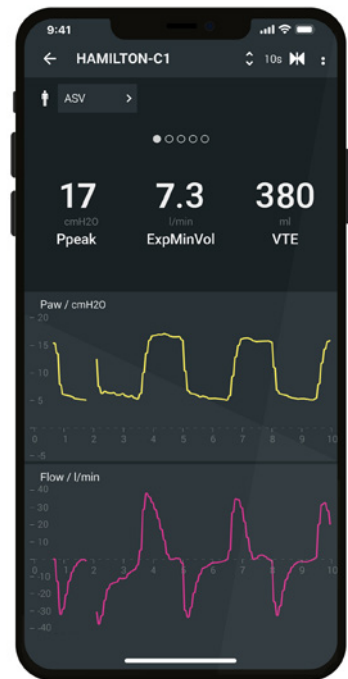 9:41
HAMILTON-C1 10s
ASV
17 7.3 380
cmH2O l/min ml
Ppeak ExpMinVol VTE
Paw / cmH2O
20
15
10
5
0 1 2 3 4 5 6 7 8 9 10
-5
Flow / l/min
40
30
20
10
0 1 2 3 4 5 6 7 8 9 10
-10
-20
-30
-40